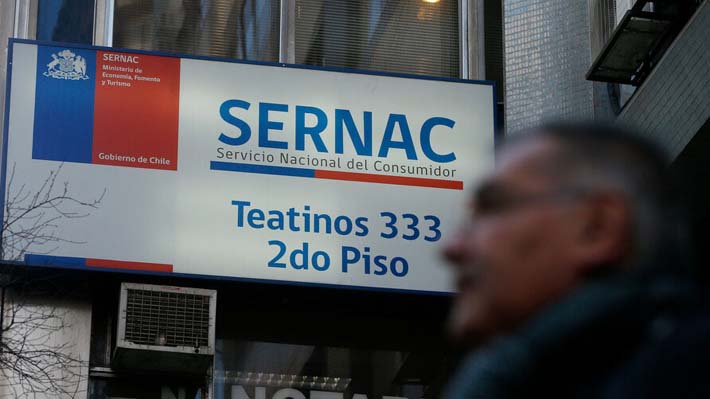 SERNAC
Ministerio de
Economía, Fomento
y Turismo
Gobierno de Chile
SERNAC
Servicio Nacional del Consumidor
Teatinos 333
2do Piso